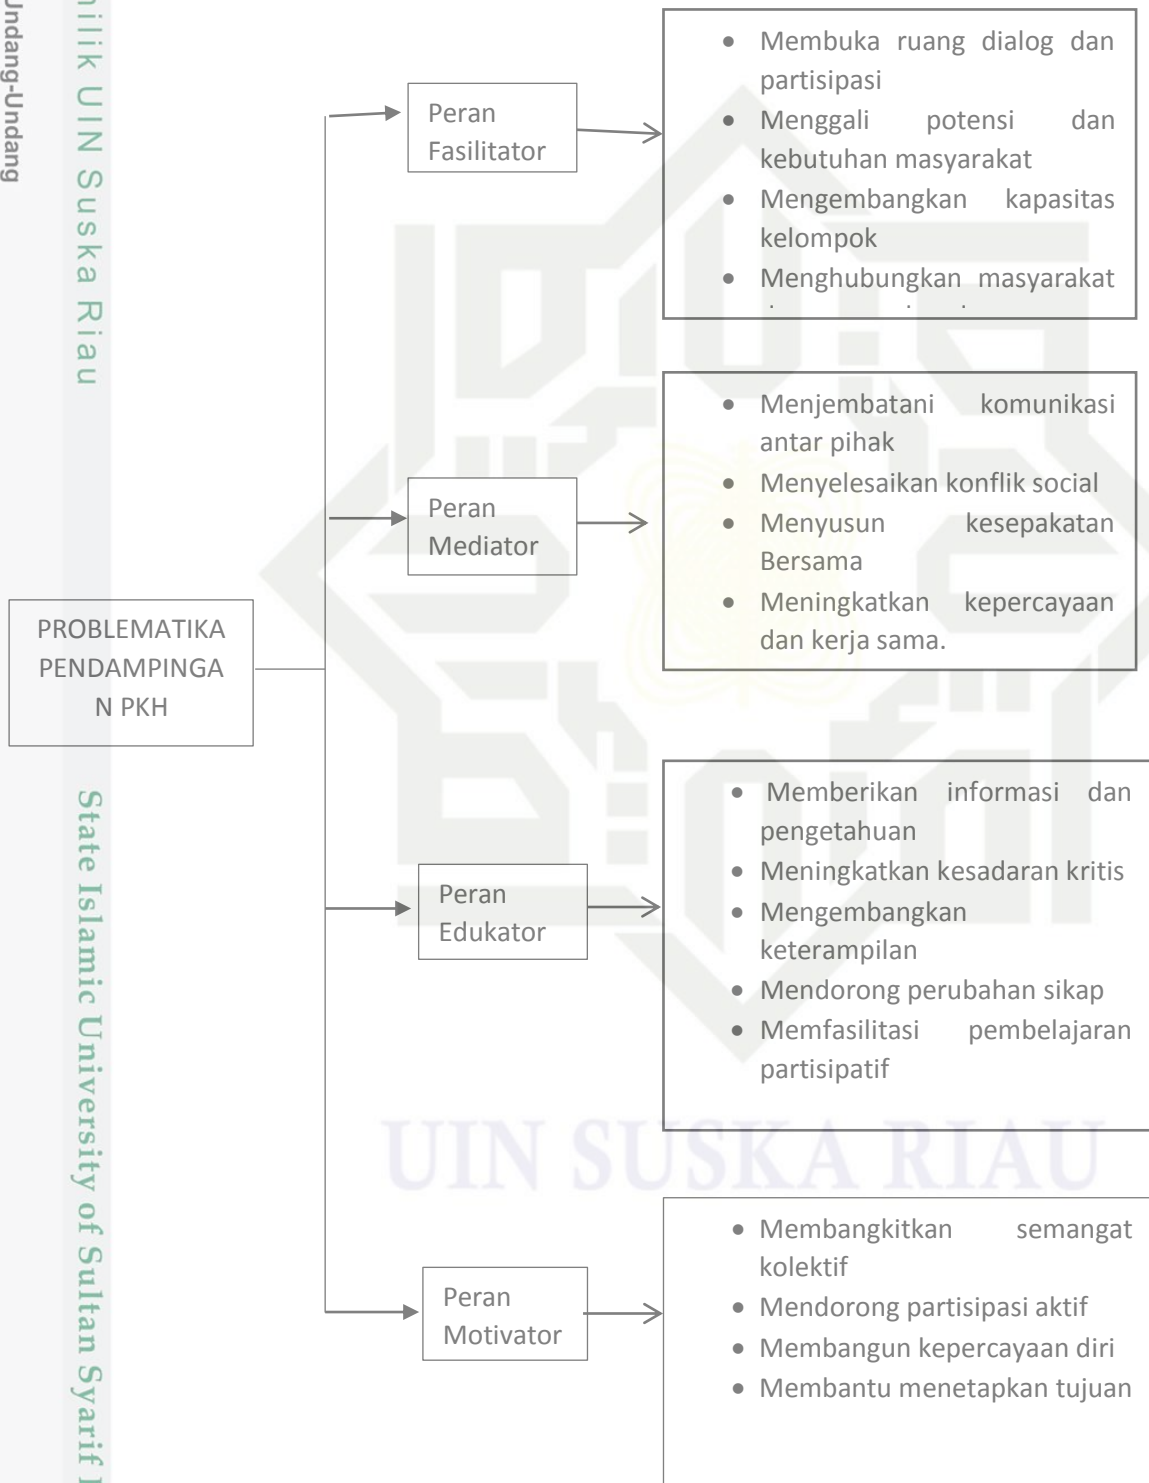 Undang-Undang
milik UIN Suska Riau
State Islamic University of Sultan Syarif
PROBLEMATIKA
PENDAMPINGA
N PKH
Peran
Fasilitator
• Membuka ruang dialog dan
partisipasi
• Menggali potensi dan
kebutuhan masyarakat
• Mengembangkan kapasitas
kelompok
• Menghubungkan masyarakat
Peran
Mediator
• Menjembatani komunikasi
antar pihak
• Menyelesaikan konflik social
• Menyusun kesepakatan
Bersama
• Meningkatkan kepercayaan
dan kerja sama.
Peran
Edukator
• Memberikan informasi dan
pengetahuan
• Meningkatkan kesadaran kritis
• Mengembangkan
keterampilan
• Mendorong perubahan sikap
• Memfasilitasi pembelajaran
partisipatif
UIN SUSKA RIAU
Peran
Motivator
• Membangkitkan semangat
kolektif
• Mendorong partisipasi aktif
• Membangun kepercayaan diri
• Membantu menetapkan tujuan